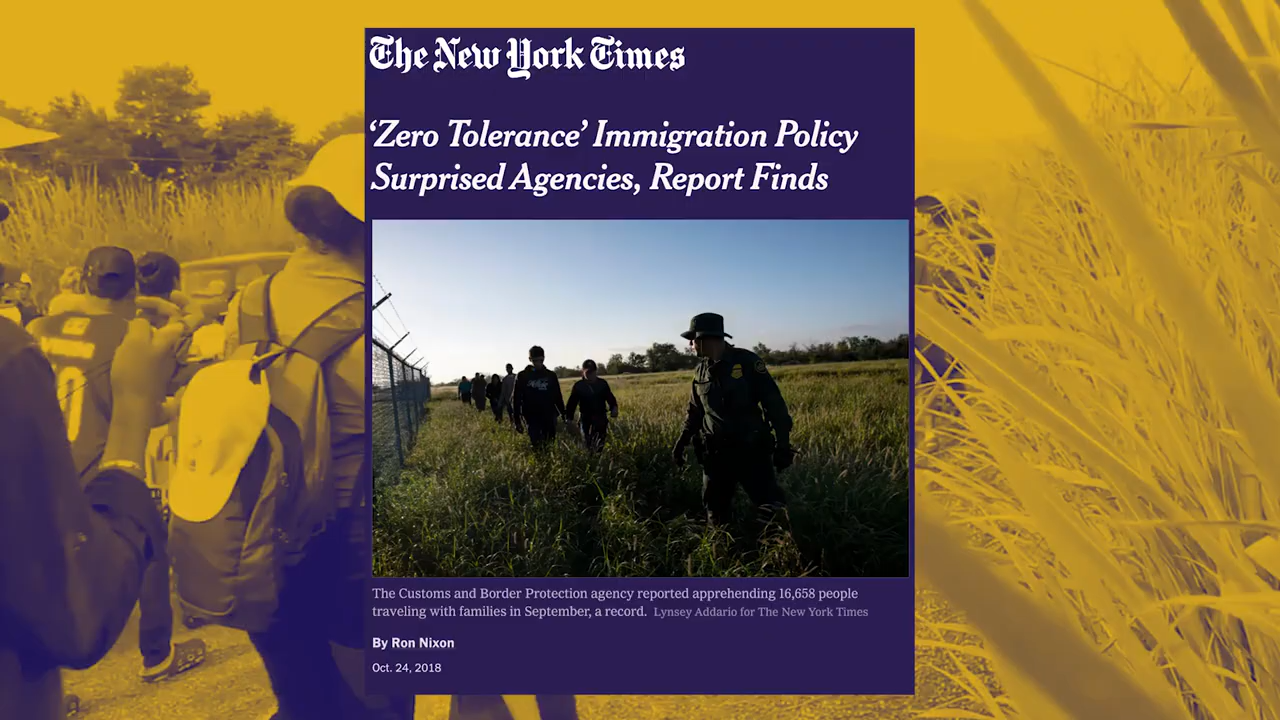 The New York Times
‘Zero Tolerance’ Immigration Policy
Surprised Agencies, Report Finds
The Customs and Border Protection agency reported apprehending 16,658 people
traveling with families in September, a record. Lynsey Addario for The New York Times
By Ron Nixon
Oct. 24, 2018